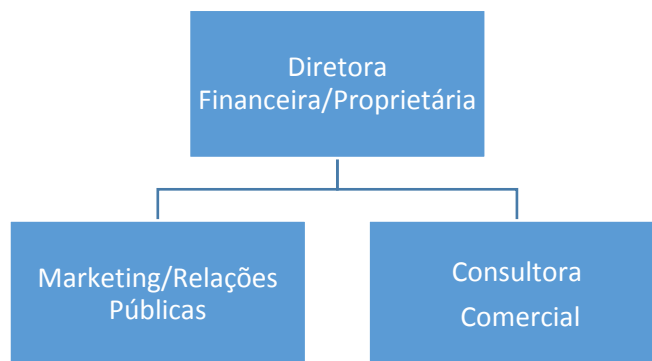 Diretora
Financeira/Proprietária
Marketing/Relações
Públicas
Consultora
Comercial